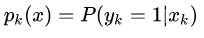 p_k(x) = P(y_k = 1|x_k)